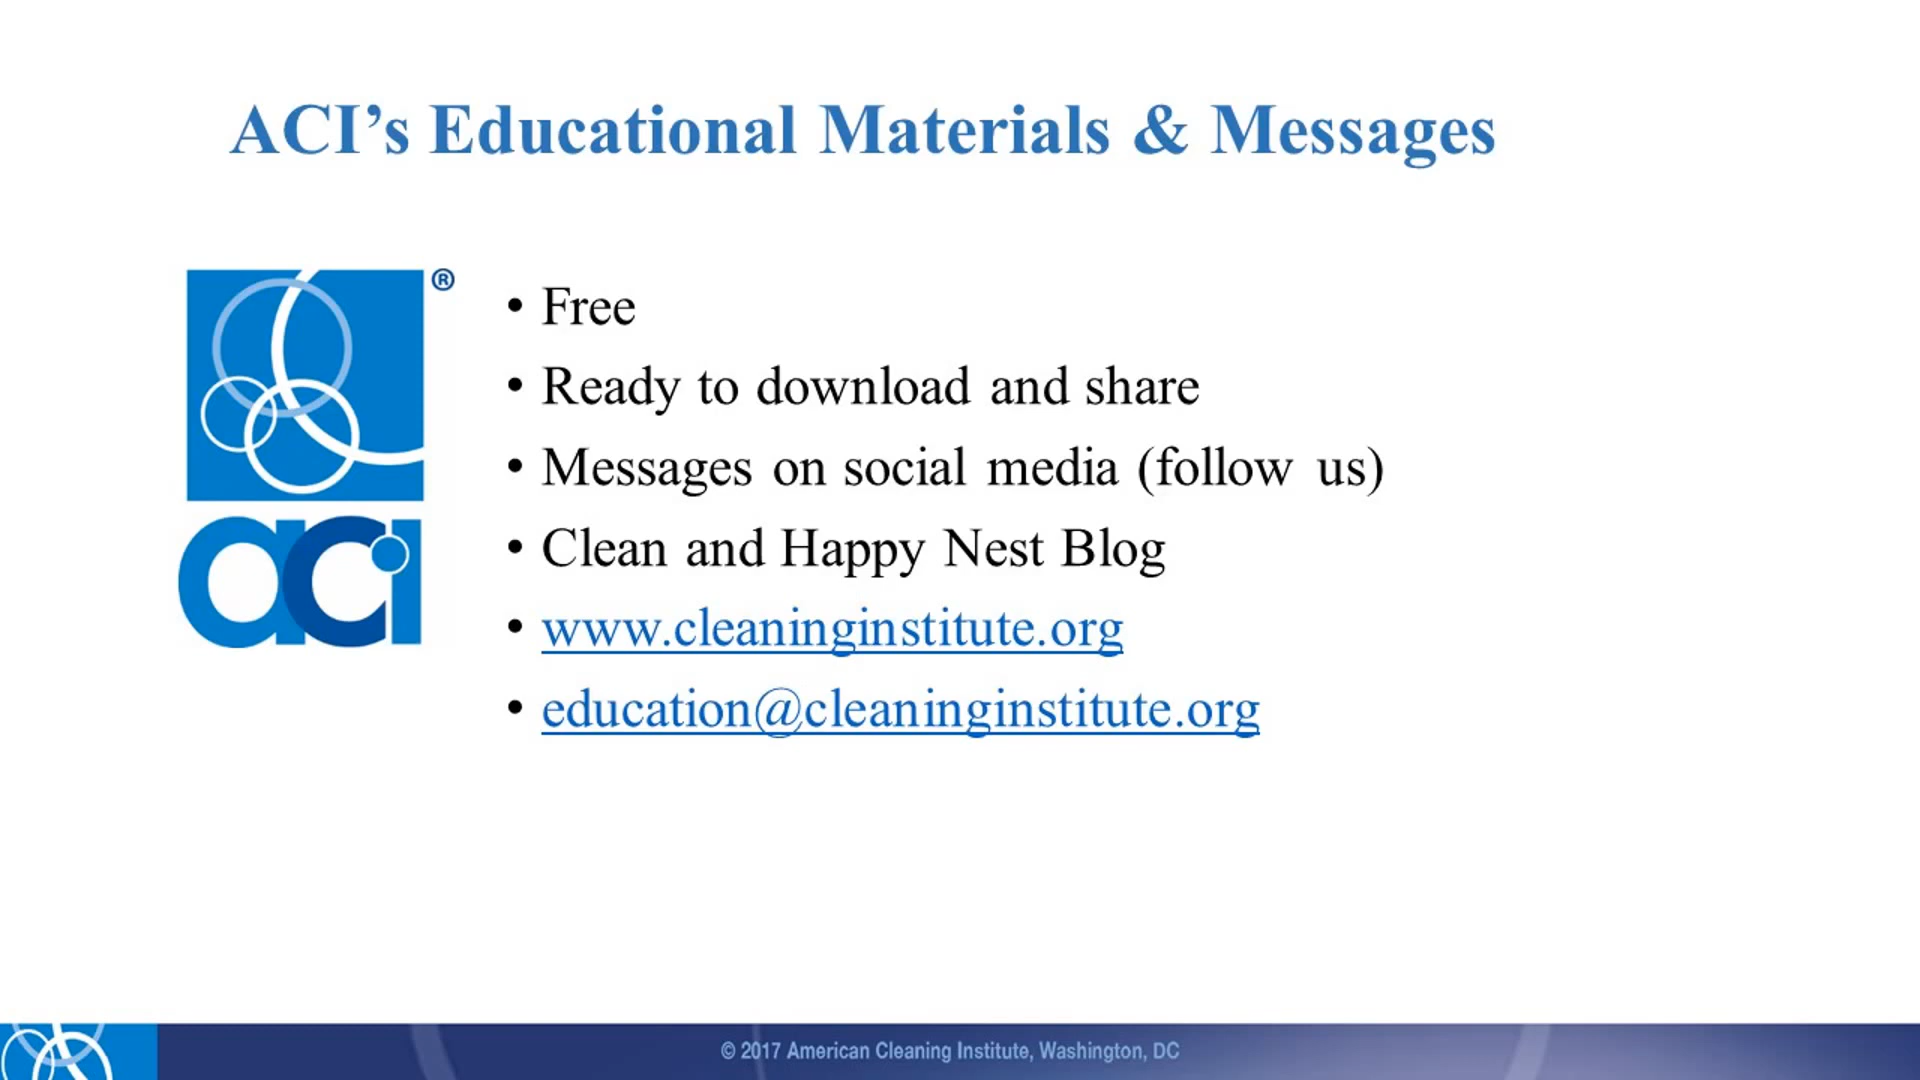 ACI’s Educational Materials & Messages
®
aci
• Free
• Ready to download and share
• Messages on social media (follow us)
• Clean and Happy Nest Blog
• www.cleaninginstitute.org
• education@cleaninginstitute.org
© 2017 American Cleaning Institute, Washington, DC